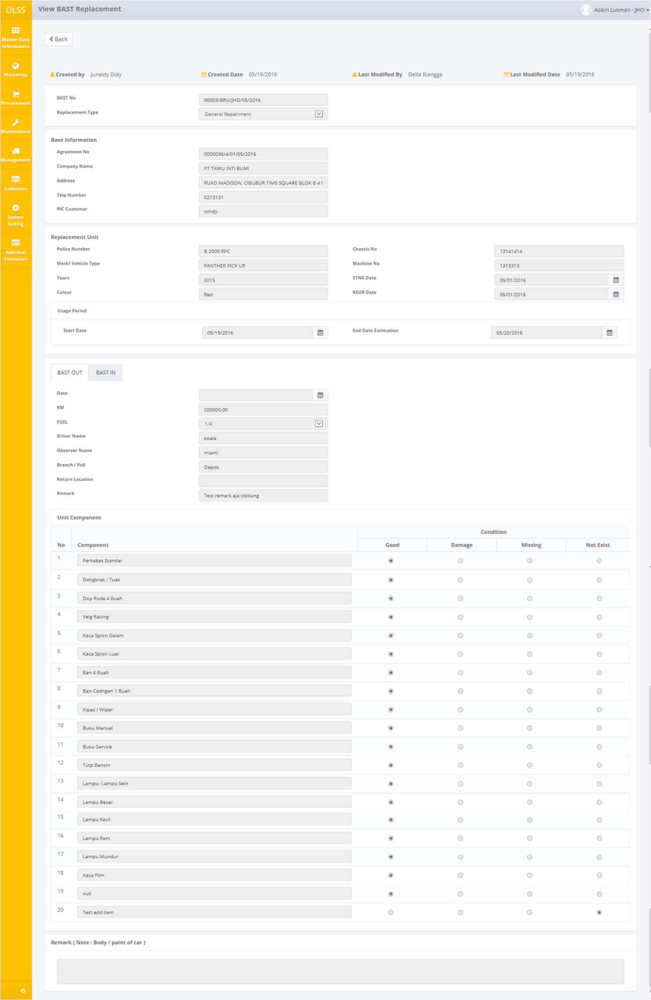 OLSS
View BAST Replacement
Asikin Lukman - JHO
Master Data
Information
Marketing
Procurement
Maintenance
Management
Collection
System
Setting
Approval
Escalation
Back
Created by Junaidy Didy Created Date 05/19/2016 Last Modified By Delta Riangga Last Modified Date 05/19/2016
BAST No 00003/BRU/JHO/05/2016
Replacement Type General Repairment
Base Information
Agreement No 0000036/4/01/05/2016
Company Name PT TAWU INTI BUMI
Address RUKO MADISON, CIBUBUR TIME SQUARE BLOK B 4
Telp Number 0213131
PIC Customer windy
Replacement Unit
Police Number B 2000 RPC Chassis No 13141414
Merk/ Vehicle Type PANTHER PICK UP Machine No 1313313
Years 2015 STNK Date 05/01/2016
Colour Red KEUR Date 05/01/2016
Usage Period
Start Date 05/19/2016 End Date Estimation 05/20/2016
BAST OUT BAST IN
Date
KM 200000.00
FUEL 1/4
Driver Name koala
Observer Name miami
Branch / Poll Depok
Return Location
Remark Test remark aja cibitung
Unit Component
Condition
No Component Good Damage Missing Not Exist
1 Perkakas Standar
2 Dongkrak / Tuas
3 Dop Roda 4 Buah
4 Velg Racing
5 Kaca Spion Dalam
6 Kaca Spion Luar
7 Ban 4 Buah
8 Ban Cadngan 1 Buah
9 Kipas / Wiper
10 Buku Manual
11 Buku Service
12 Tutp Bensin
13 Lampu- Lampu Sein
14 Lampu Besar
15 Lampu Kecil
16 Lampu Rem
17 Lampu Mundur
18 Kaca Film
19 null
20 Test add item
Remark ( Note : Body / paint of car )